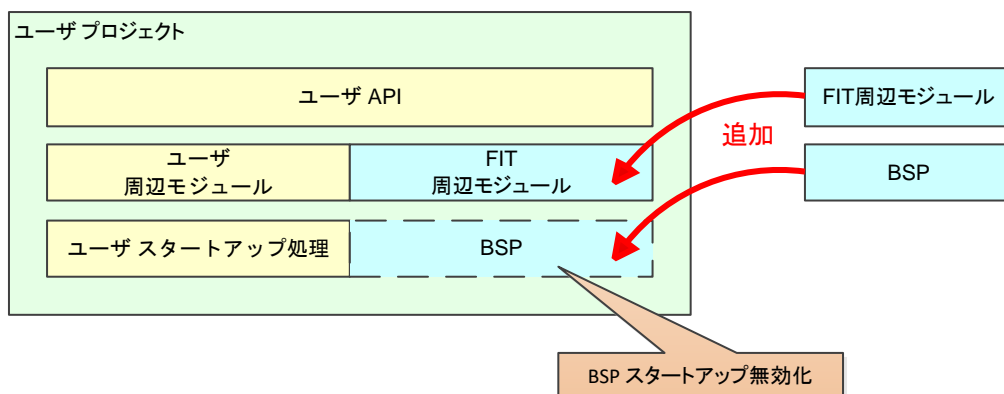 ユーザ プロジェクト
ユーザ API
FIT周辺モジュール
追加
ユーザ
周辺モジュール
FIT
周辺モジュール
BSP
ユーザ スタートアップ処理
BSP
BSP スタートアップ無効化